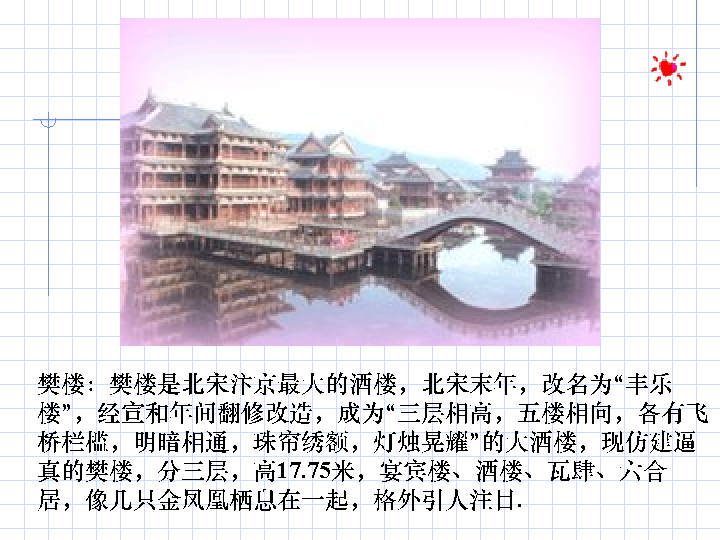 樊楼：樊楼是北宋汴京最大的酒楼，北宋末年，改名为“丰乐
楼”，经宣和年间翻修改造，成为“三层相高，五楼相向，各有飞
桥栏槛，明暗相通，珠帘绣额，灯烛晃耀”的大酒楼，现仿建逼
真的樊楼，分三层，高17.75米，宴宾楼、酒楼、瓦肆、六合
居，像几只金凤凰栖息在一起，格外引人注目.